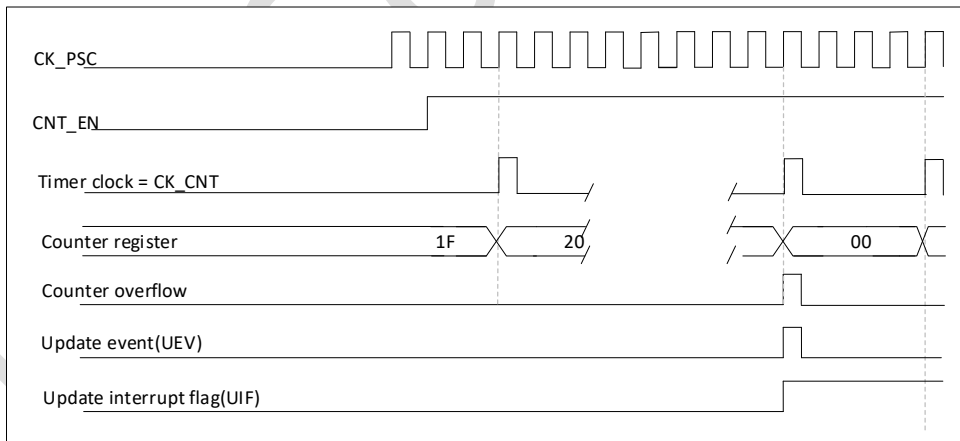 CK_PSC
CNT_EN
Timer clock = CK_CNT
Counter register 1F 20 00
Counter overflow
Update event(UEV)
Update interrupt flag(UIF)